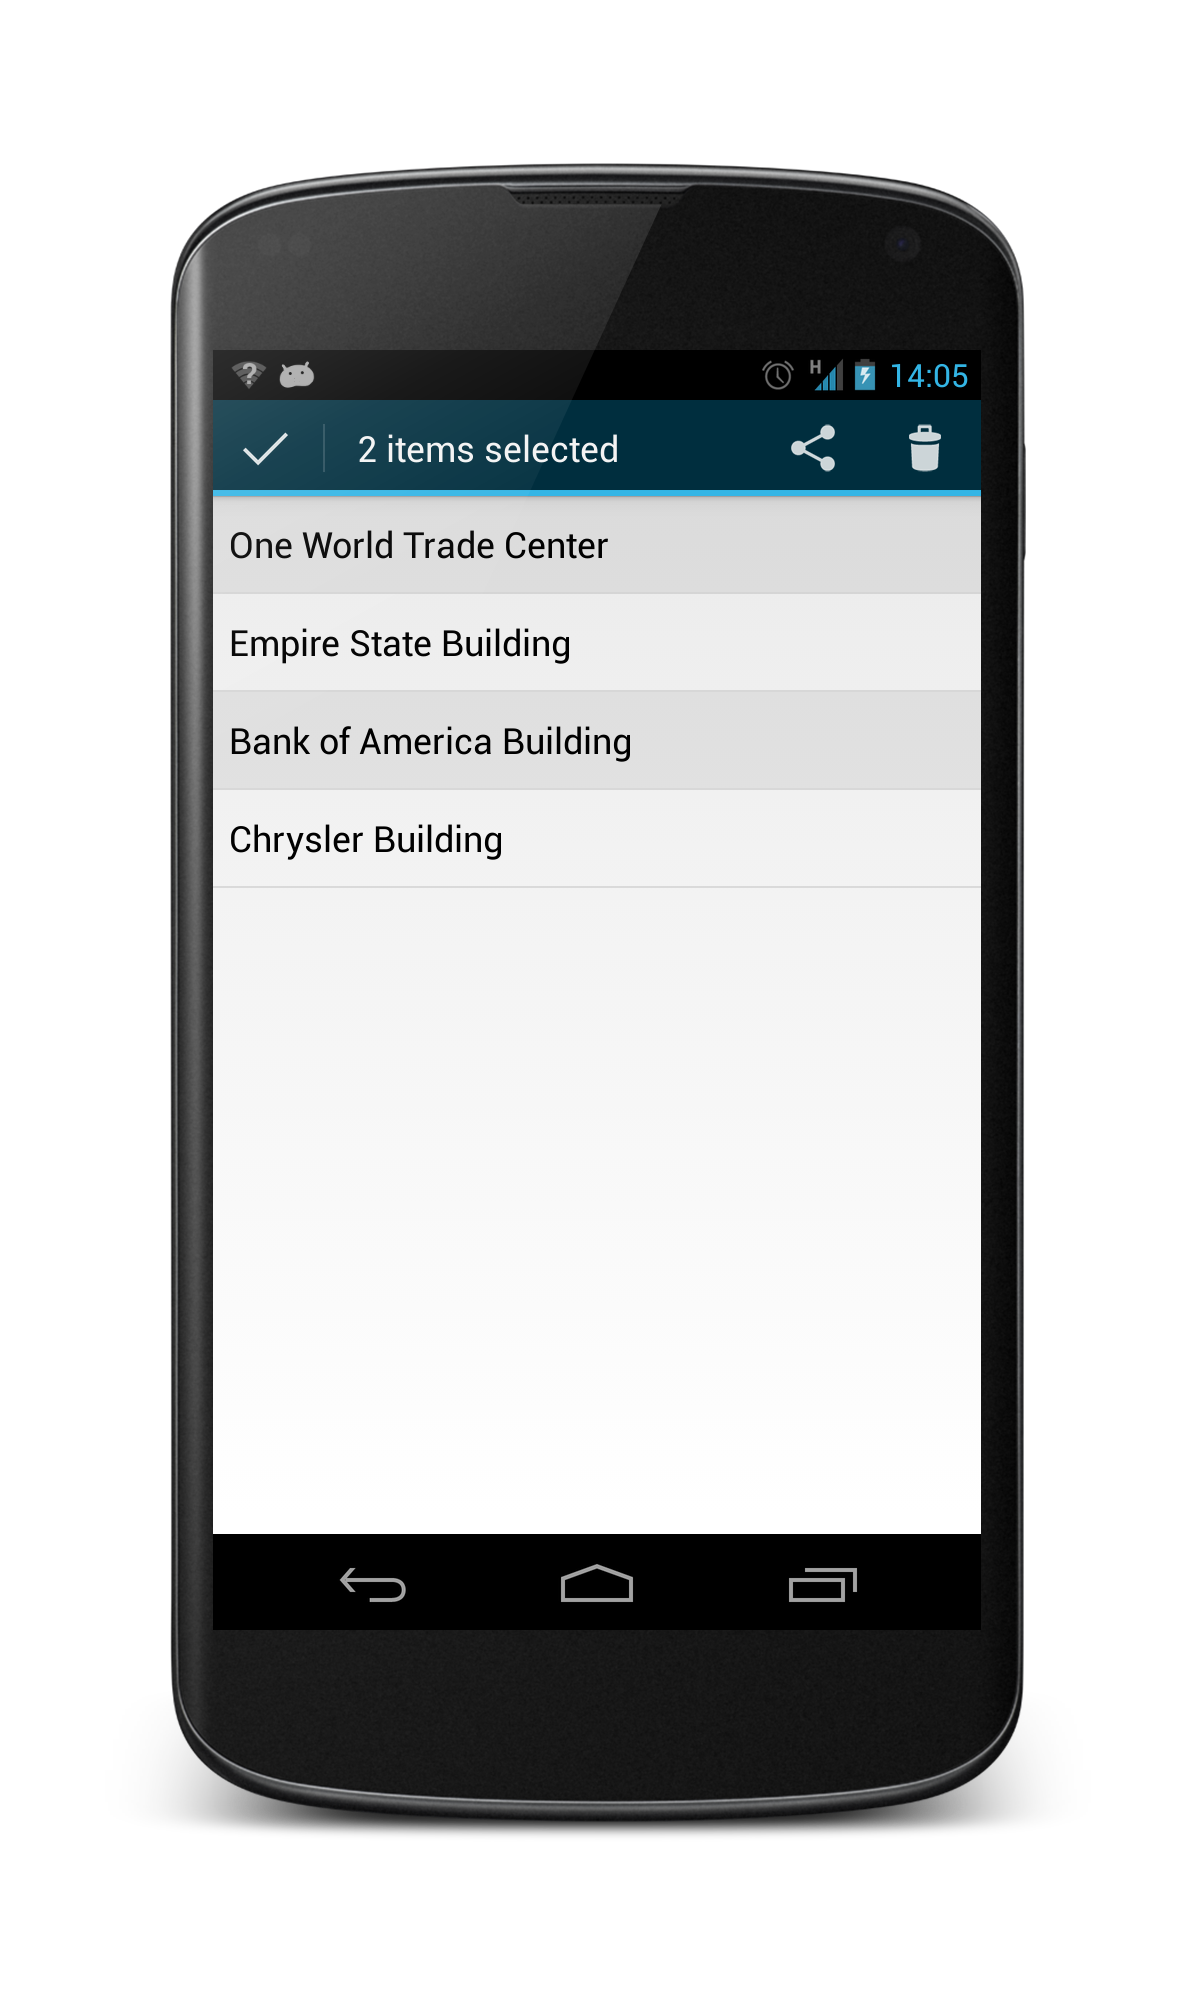 H 14:05
2 items selected
One World Trade Center
Empire State Building
Bank of America Building
Chrysler Building